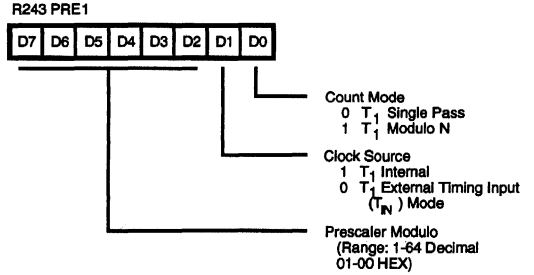 R243 PRE1
D7 D6 D5 D4 D3 D2 D1 D0
Count Mode
0 T1 Single Pass
1 T1 Modulo N
Clock Source
1 T1 Internal
0 T1 External Timing Input
(TIN ) Mode
Prescaler Modulo
(Range: 1-64 Decimal
01-00 HEX)